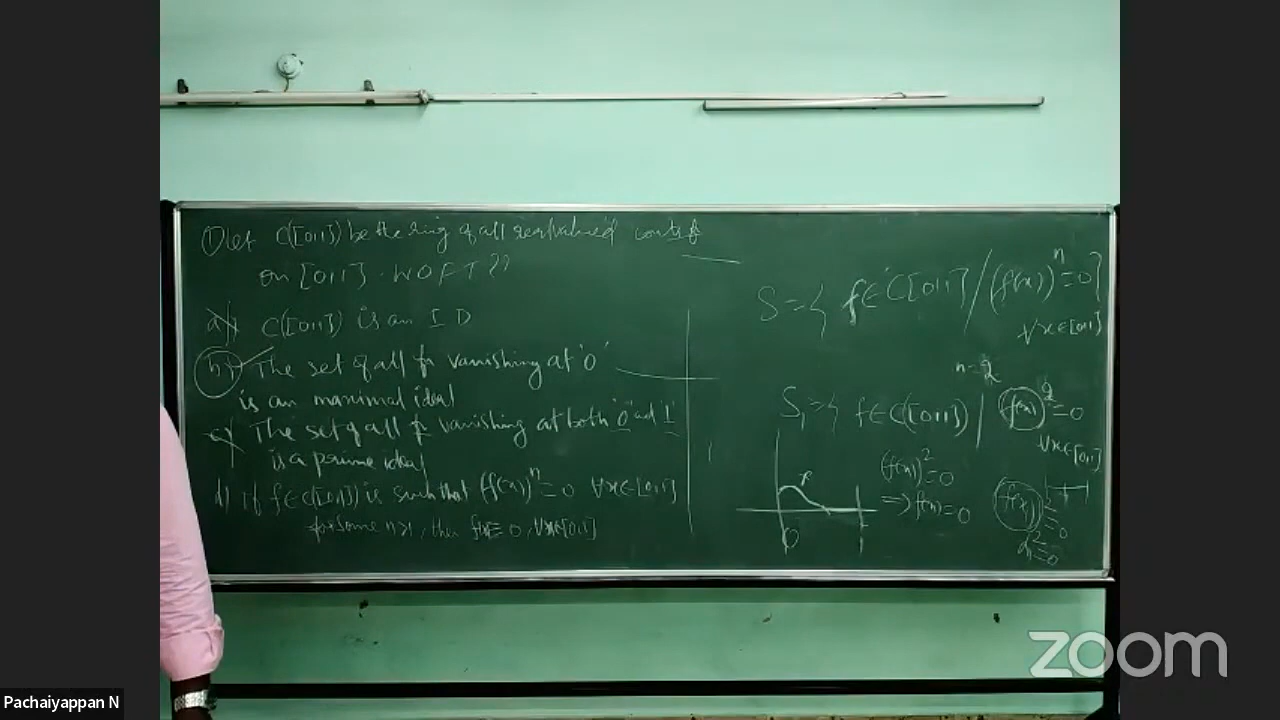 ① Let C([0,1]) be the ring of all real valued conts f
on [0,1]. WOFT ??
a) C([0,1]) is an I D
b) The set of all fn vanishing at '0'
is an maximal ideal
c) The set of all fn vanishing at both '0' and '1'
is a prime ideal
d) If f∈C([0,1]) is such that (f(x))ⁿ=0 ∀x∈[0,1]
for some n>1, then f(x)=0, ∀x∈[0,1]
S={ f∈C[0,1] / (f(x))ⁿ=0}
∀x∈[0,1]
n=2
S₁={ f∈C([0,1]) | (f(x))²=0
∀x∈[0,1]
(f(x))²=0
⇒f(x)=0
0
=0
Pachaiyappan N
zoom